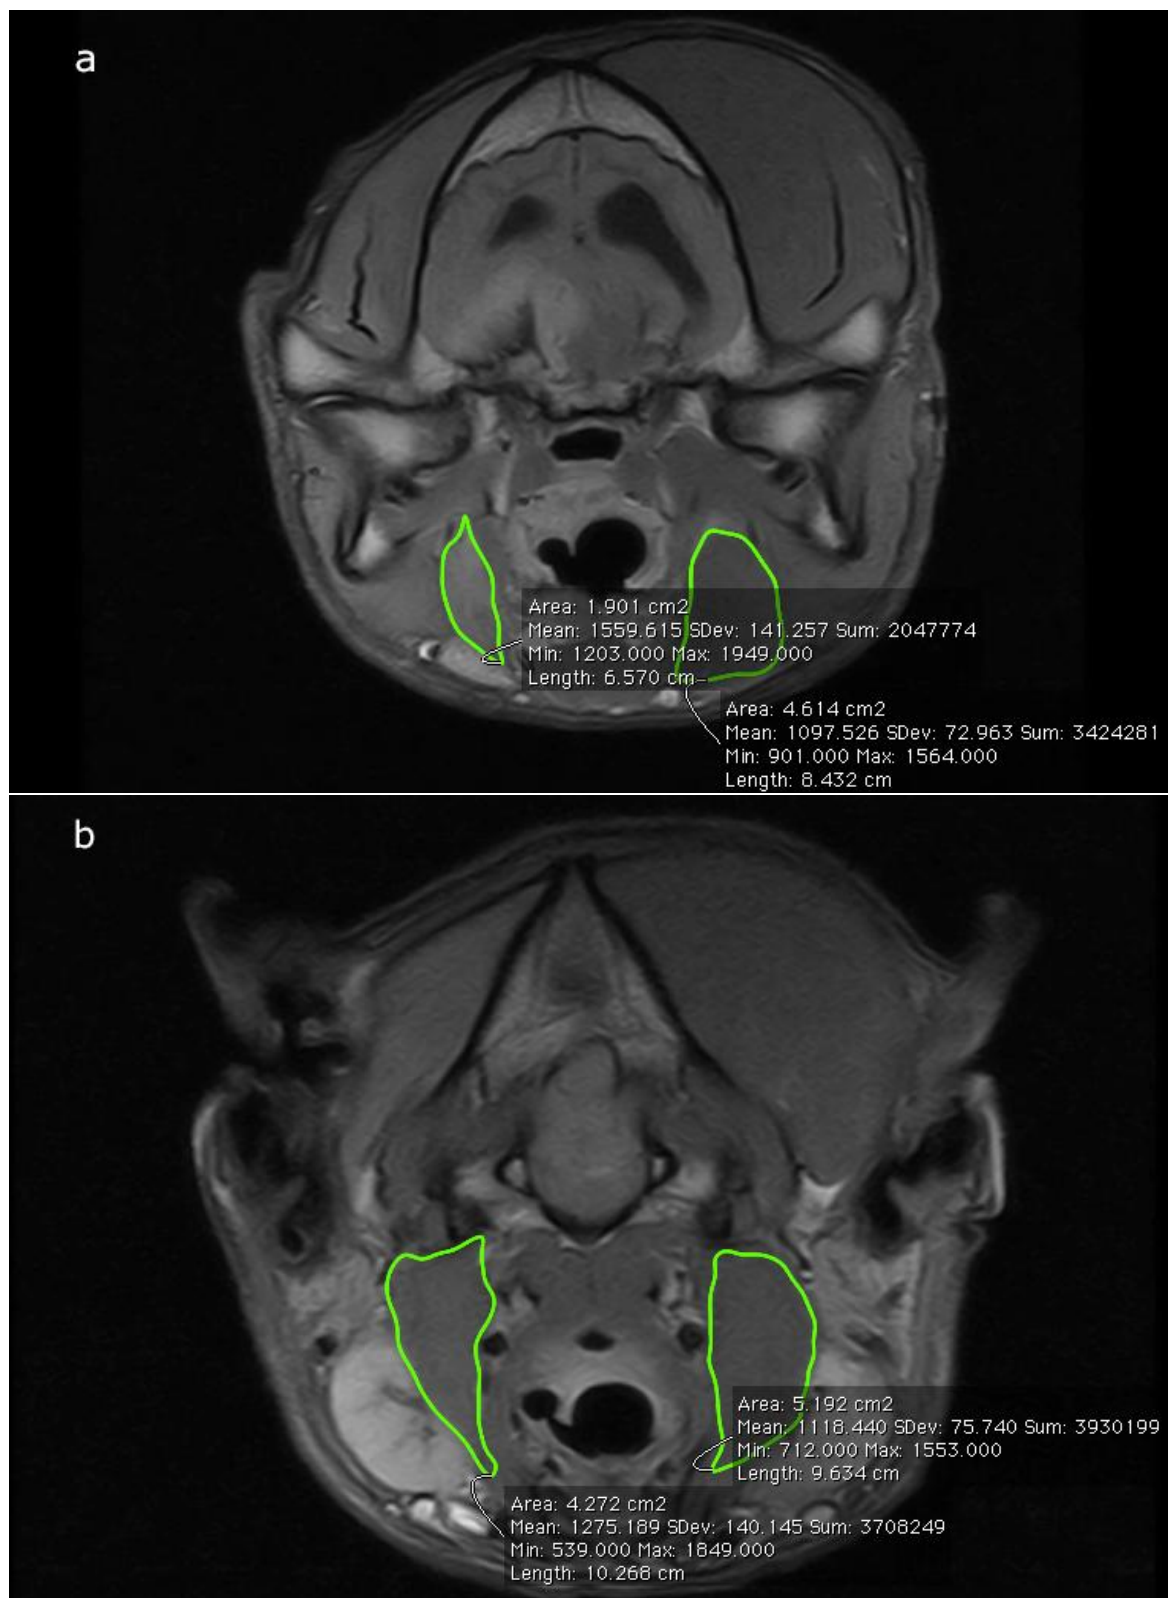 a
Area: 1.901 cm2
Mean: 1559.615 SDev: 141.257 Sum: 2047774
Min: 1203.000 Max: 1949.000
Length: 6.570 cm
Area: 4.614 cm2
Mean: 1097.526 SDev: 72.963 Sum: 3424281
Min: 901.000 Max: 1564.000
Length: 8.432 cm
b
Area: 5.192 cm2
Mean: 1118.440 SDev: 75.740 Sum: 3930199
Min: 712.000 Max: 1553.000
Length: 9.634 cm
Area: 4.272 cm2
Mean: 1275.189 SDev: 140.145 Sum: 3708249
Min: 539.000 Max: 1849.000
Length: 10.268 cm